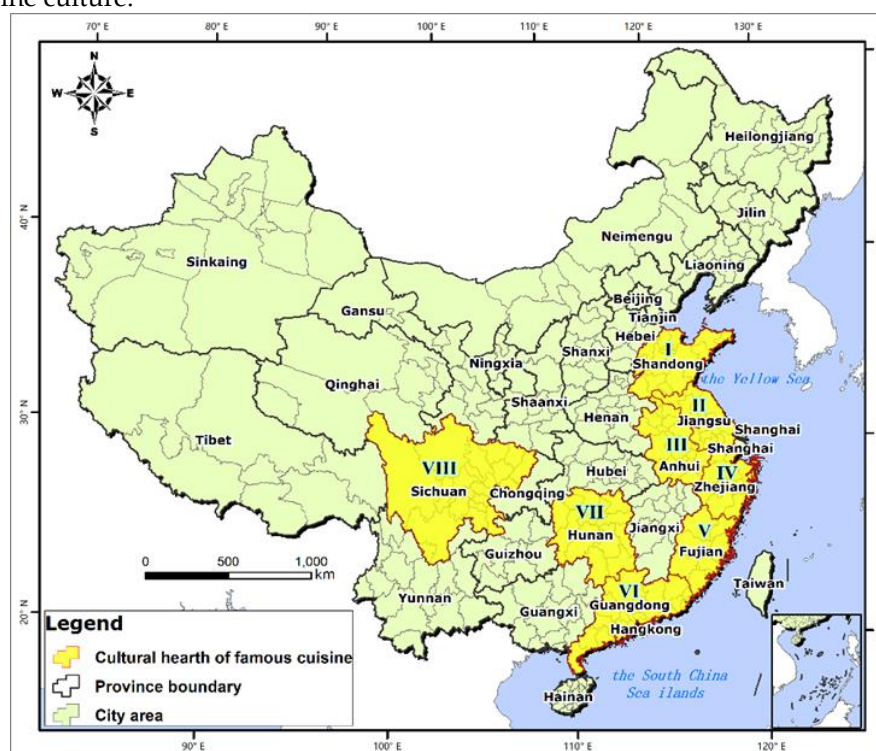 ine culture.
70° E 80° E 90° E 100° E 110° E 120° E 130° E
N
W E
S
40° N
30° N
20° N
Heilongjiang
Jilin
Neimengu
Liaoning
Sinkaing
Beijing
Gansu
Tianjin
Hebei
Shanxi
Ningxia
I
Shandong
the Yellow Sea
Qinghai
Shaanxi
Henan
II
Jiangsu
Shanghai
Tibet
III
Anhui
Shanghai
VIII
Sichuan
Hubei
IV
Zhejiang
Chongqing
VII
Hunan
Jiangxi
V
Fujian
Guizhou
0 500 1,000
km
Taiwan
Yunnan
VI
Guangdong
Guangxi
Hangkong
Hainan
the South China
Sea ilands
Legend
Cultural hearth of famous cuisine
Province boundary
City area
90° E 100° E 110° E 120° E